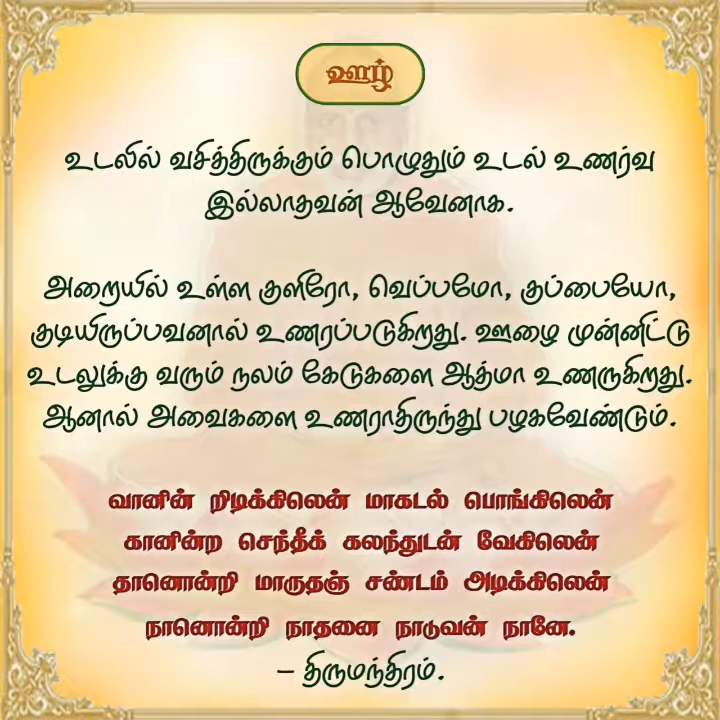 ஊழ்
உடலில் வசித்திருக்கும் பொழுதும் உடல் உணர்வு
இல்லாதவன் ஆவேனாக.
அறையில் உள்ள குளிரோ, வெப்பமோ, குப்பையோ,
குடியிருப்பவனால் உணரப்படுகிறது. ஊழை முன்னிட்டு
உடலுக்கு வரும் நலம் கேடுகளை ஆத்மா உணருகிறது.
ஆனால் அவைகளை உணராதிருந்து பழகவேண்டும்.
வானின் றிடிக்கிலென் மாகடல் பொங்கிலென்
கானின்ற செந்தீக் கலந்துடன் வேகிலென்
தானொன்றி மாருதஞ் சண்டம் அடிக்கிலென்
நானொன்றி நாதனை நாடுவன் நானே.
– திருமந்திரம்.